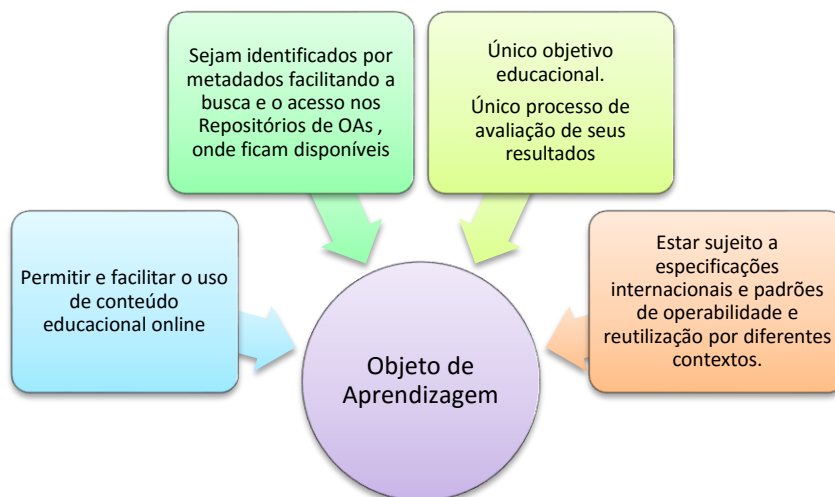 Sejam identificados por
metadados facilitando a
busca e o acesso nos
Repositórios de OAs ,
onde ficam disponíveis
Único objetivo
educacional.
Único processo de
avaliação de seus
resultados
Permitir e facilitar o uso
de conteúdo
educacional online
Estar sujeito a
especificações
internacionais e padrões
de operabilidade e
reutilização por diferentes
contextos.
Objeto de
Aprendizagem